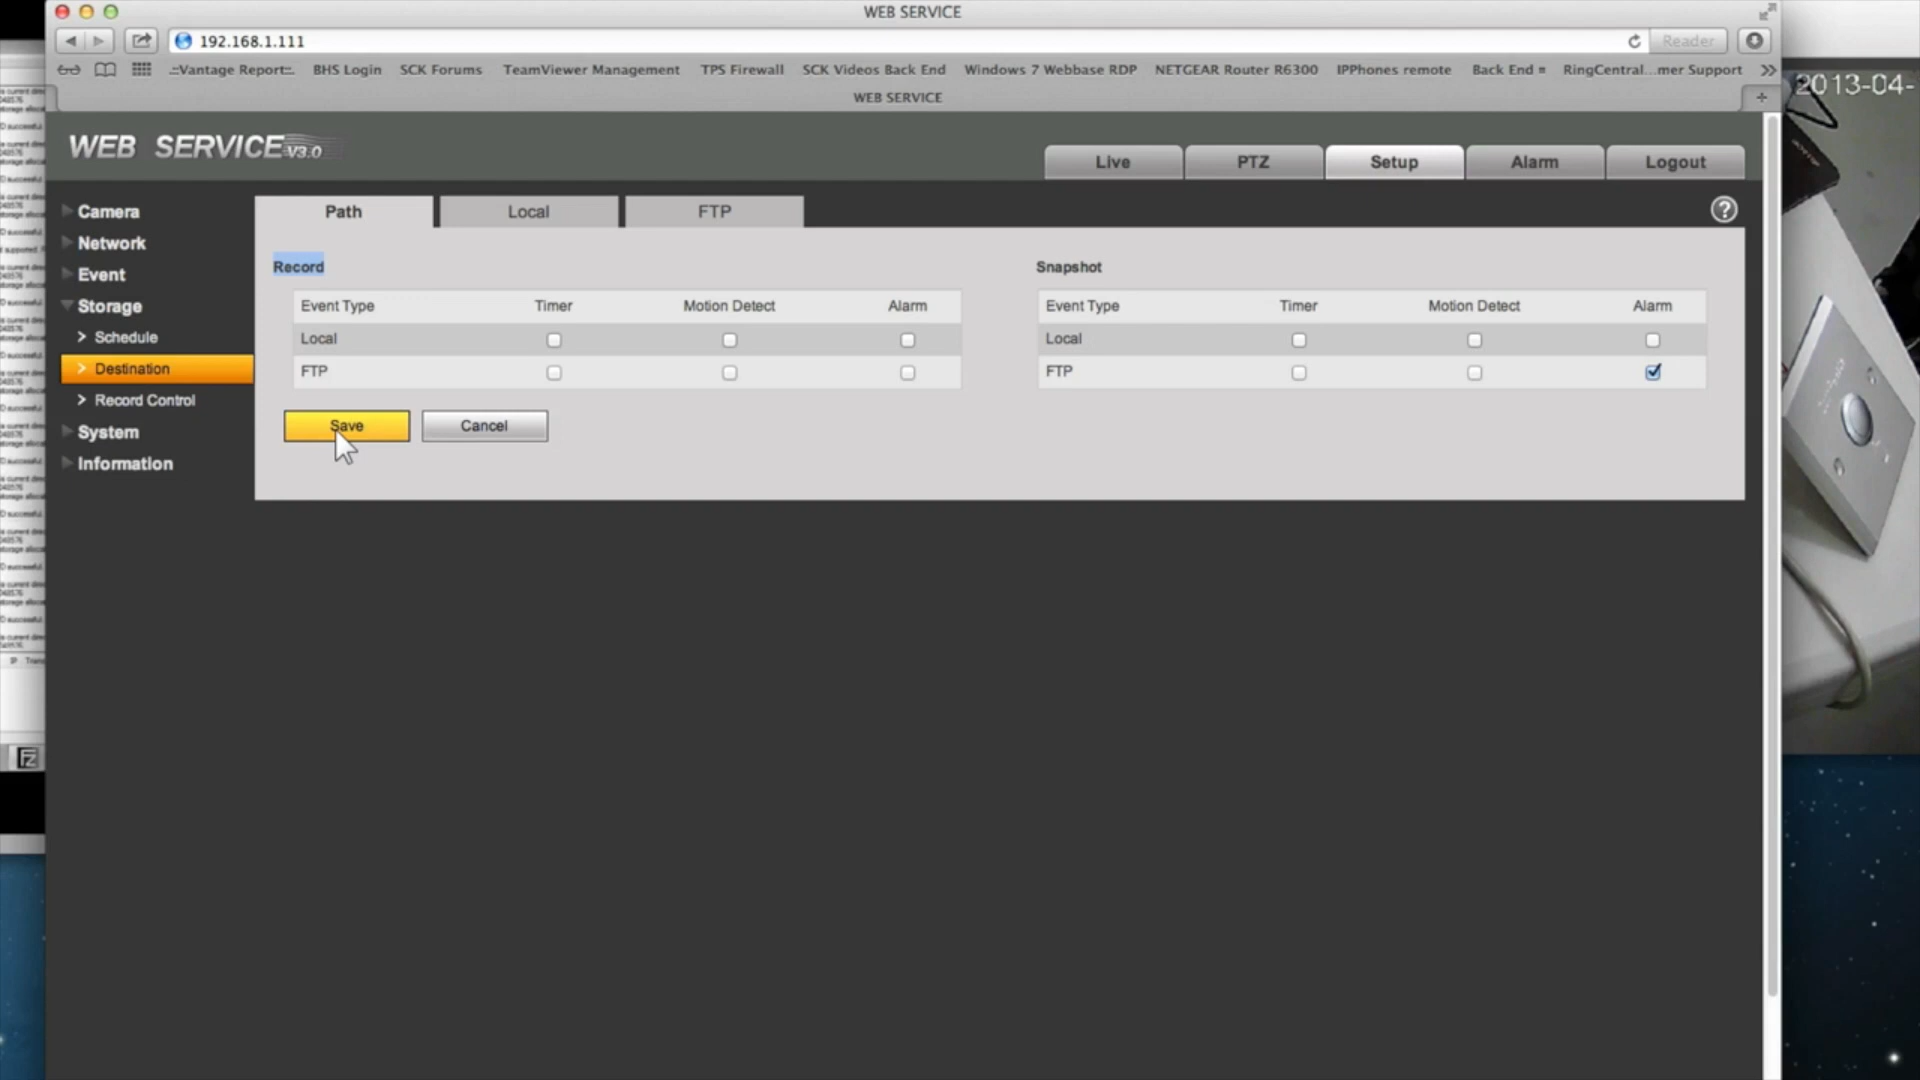 WEB SERVICE
192.168.1.111
Reader
-::Vantage Report::-
BHS Login
SCK Forums
TeamViewer Management
TPS Firewall
SCK Videos Back End
Windows 7 Webbase RDP
NETGEAR Router R6300
IPPhones remote
Back End
RingCentral...mer Support
WEB SERVICE
2013-04-
WEB SERVICE V3.0
Live
PTZ
Setup
Alarm
Logout
Camera
Network
Event
Storage
Schedule
Destination
Record Control
System
Information
Path
Local
FTP
Record
Event Type Timer Motion Detect Alarm
Local
FTP
Snapshot
Event Type Timer Motion Detect Alarm
Local
FTP
Save
Cancel